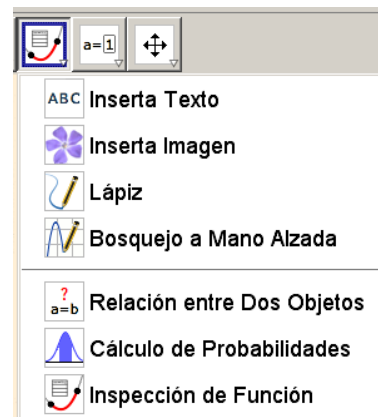 a=1
ABC Inserta Texto
Inserta Imagen
Lápiz
Bosquejo a Mano Alzada
?
a=b Relación entre Dos Objetos
Cálculo de Probabilidades
Inspección de Función